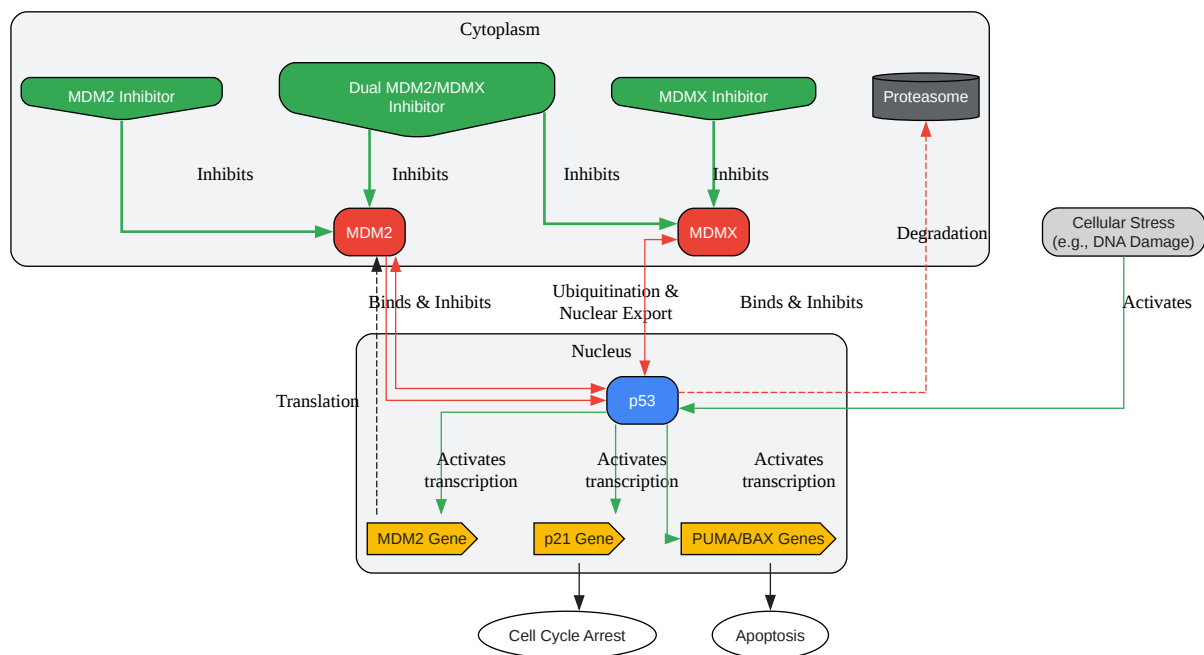 Cytoplasm
MDM2 Inhibitor
Dual MDM2/MDMX
Inhibitor
MDMX Inhibitor
Proteasome
Inhibits
Inhibits
Inhibits
Inhibits
MDM2
MDMX
Degradation
Cellular Stress
(e.g., DNA Damage)
Binds & Inhibits
Ubiquitination &
Nuclear Export
Binds & Inhibits
Activates
Nucleus
Translation
p53
Activates
transcription
Activates
transcription
Activates
transcription
MDM2 Gene
p21 Gene
PUMA/BAX Genes
Cell Cycle Arrest
Apoptosis